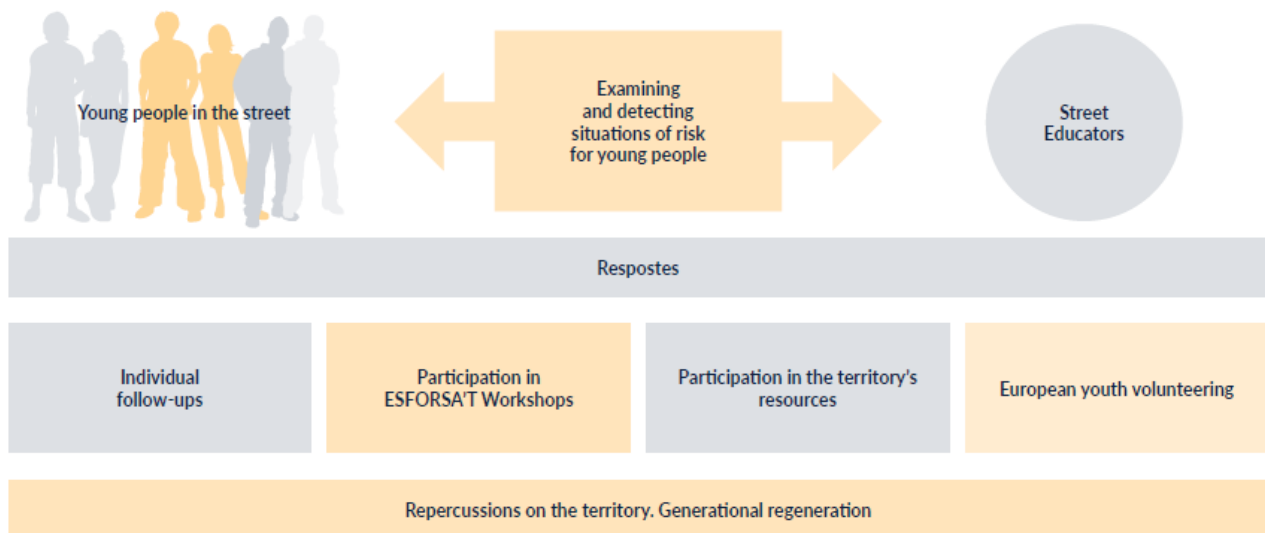 Young people in the street
Examining
and detecting
situations of risk
for young people
Street
Educators
Respostes
Individual
follow-ups
Participation in
ESFORSA'T Workshops
Participation in the territory's
resources
European youth volunteering
Repercussions on the territory. Generational regeneration